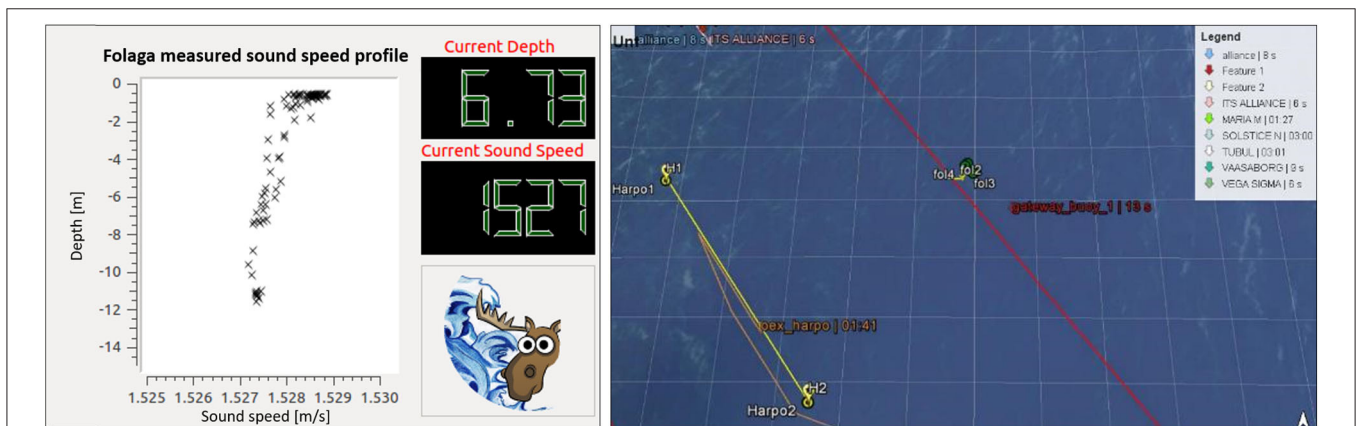 Folaga measured sound speed profile
0
-2
-4
-6
-8
-10
-12
-14
Depth [m]
1.525 1.526 1.527 1.528 1.529 1.530
Sound speed [m/s]
Current Depth
6.73
Current Sound Speed
1527
alliance | 8 s
ITS ALLIANCE | 6 s
H1
Harpo1
fol2
fol4
fol3
gateway_buoy_1 | 13 s
pex_harpo | 01:41
H2
Harpo2
Legend
alliance | 8 s
Feature 1
Feature 2
ITS ALLIANCE | 6 s
MARIA M | 01:27
SOLSTICE N | 03:00
TUBUL | 03:01
VAASABORG | 9 s
VEGA SIGMA | 6 s